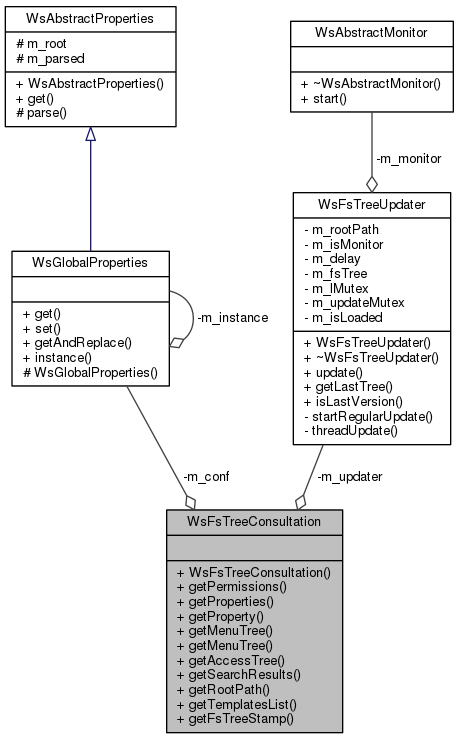 WsAbstractProperties
# m_root
# m_parsed
+ WsAbstractProperties()
+ get()
# parse()
WsAbstractMonitor
+ ~WsAbstractMonitor()
+ start()
-m_monitor
WsFsTreeUpdater
- m_rootPath
- m_isMonitor
- m_delay
- m_fsTree
- m_lMutex
- m_updateMutex
- m_isLoaded
+ WsFsTreeUpdater()
+ ~WsFsTreeUpdater()
+ update()
+ getLastTree()
+ isLastVersion()
- startRegularUpdate()
- threadUpdate()
WsGlobalProperties
+ get()
+ set()
+ getAndReplace()
+ instance()
# WsGlobalProperties()
-m_instance
-m_conf
-m_updater
WsFsTreeConsultation
+ WsFsTreeConsultation()
+ getPermissions()
+ getProperties()
+ getProperty()
+ getMenuTree()
+ getMenuTree()
+ getAccessTree()
+ getSearchResults()
+ getRootPath()
+ getTemplatesList()
+ getFsTreeStamp()